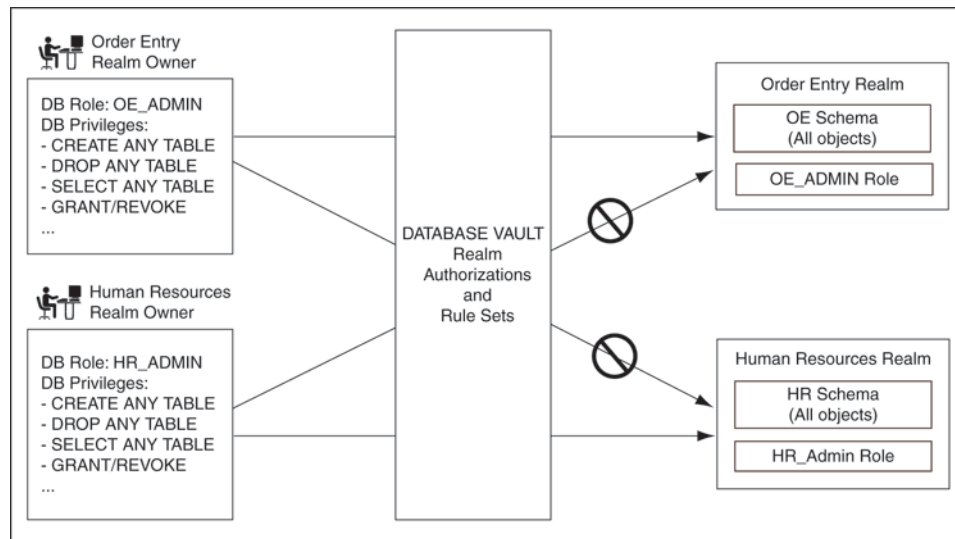 Order Entry
Realm Owner
DB Role: OE_ADMIN
DB Privileges:
- CREATE ANY TABLE
- DROP ANY TABLE
- SELECT ANY TABLE
- GRANT/REVOKE
...
Human Resources
Realm Owner
DB Role: HR_ADMIN
DB Privileges:
- CREATE ANY TABLE
- DROP ANY TABLE
- SELECT ANY TABLE
- GRANT/REVOKE
...
DATABASE VAULT
Realm
Authorizations
and
Rule Sets
Order Entry Realm
OE Schema
(All objects)
OE_ADMIN Role
Human Resources Realm
HR Schema
(All objects)
HR_Admin Role